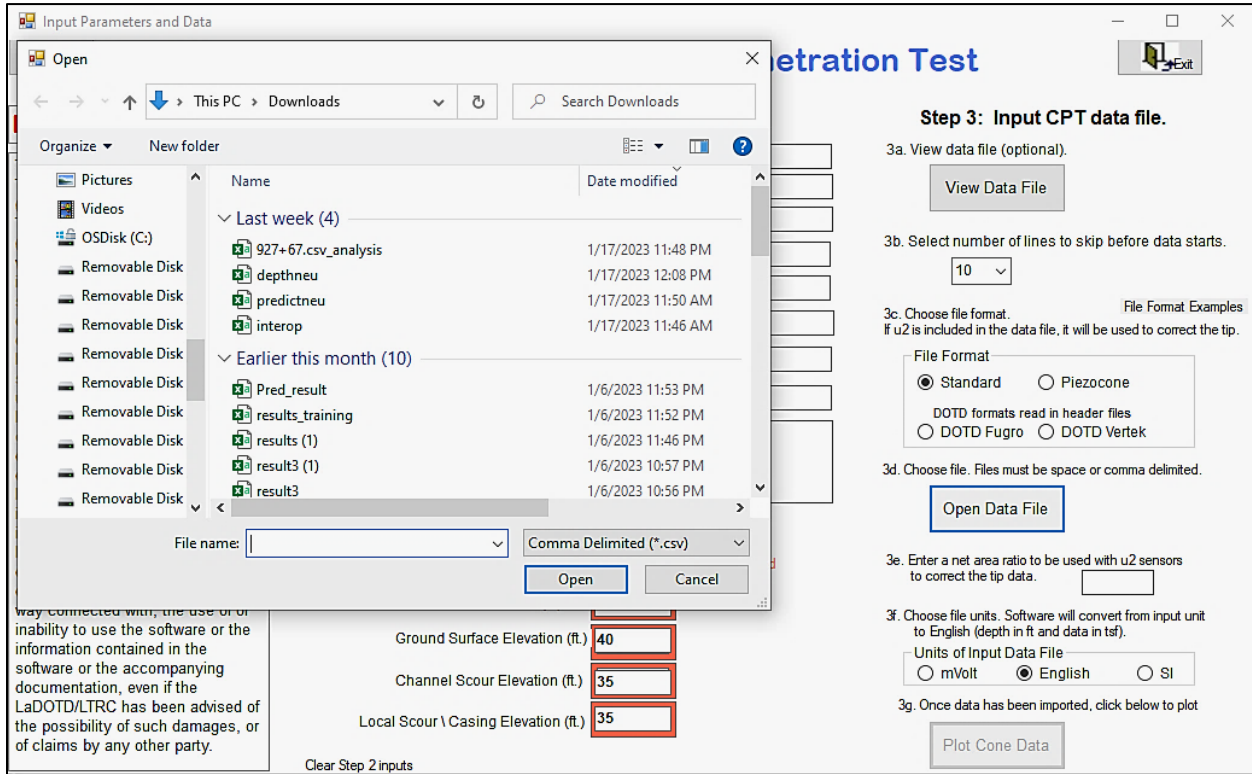 Input Parameters and Data
Open
This PC > Downloads
Search Downloads
Organize
New folder
Pictures
Videos
OSDisk (C:)
Removable Disk
Removable Disk
Removable Disk
Removable Disk
Removable Disk
Removable Disk
Removable Disk
Removable Disk
Removable Disk
Name
Date modified
Last week (4)
927+67.csv_analysis 1/17/2023 11:48 PM
depthneu 1/17/2023 12:08 PM
predictneu 1/17/2023 11:50 AM
interop 1/17/2023 11:46 AM
Earlier this month (10)
Pred_result 1/6/2023 11:53 PM
results_training 1/6/2023 11:52 PM
results (1) 1/6/2023 11:46 PM
result3 (1) 1/6/2023 10:57 PM
result3 1/6/2023 10:56 PM
File name:
Comma Delimited (*.csv)
Open
Cancel
way connected with, the use of or
inability to use the software or the
information contained in the
software or the accompanying
documentation, even if the
LaDOTD/LTRC has been advised of
the possibility of such damages, or
of claims by any other party.
Ground Surface Elevation (ft.) 40
Channel Scour Elevation (ft.) 35
Local Scour \ Casing Elevation (ft.) 35
Clear Step 2 inputs
etration Test
Exit
Step 3: Input CPT data file.
3a. View data file (optional).
View Data File
3b. Select number of lines to skip before data starts.
10
3c. Choose file format.
File Format Examples
If u2 is included in the data file, it will be used to correct the tip.
File Format
Standard
Piezocone
DOTD formats read in header files
DOTD Fugro
DOTD Vertek
3d. Choose file. Files must be space or comma delimited.
Open Data File
3e. Enter a net area ratio to be used with u2 sensors
to correct the tip data.
3f. Choose file units. Software will convert from input unit
to English (depth in ft and data in tsf).
Units of Input Data File
mVolt
English
SI
3g. Once data has been imported, click below to plot
Plot Cone Data